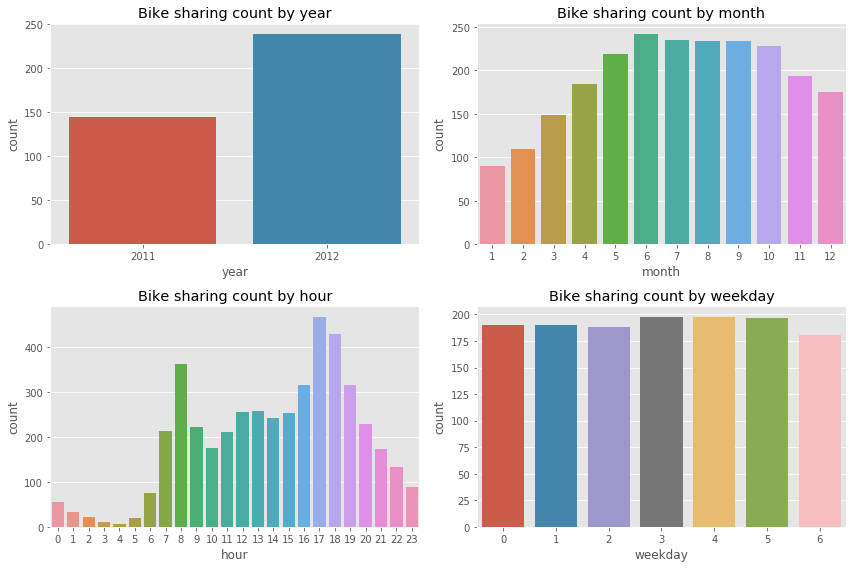 Bike sharing count by year
250
200
150
100
50
0
count
2011 2012
year
Bike sharing count by month
250
200
150
100
50
0
count
1 2 3 4 5 6 7 8 9 10 11 12
month
Bike sharing count by hour
400
300
200
100
0
count
0 1 2 3 4 5 6 7 8 9 10 11 12 13 14 15 16 17 18 19 20 21 22 23
hour
Bike sharing count by weekday
200
175
150
125
100
75
50
25
0
count
0 1 2 3 4 5 6
weekday